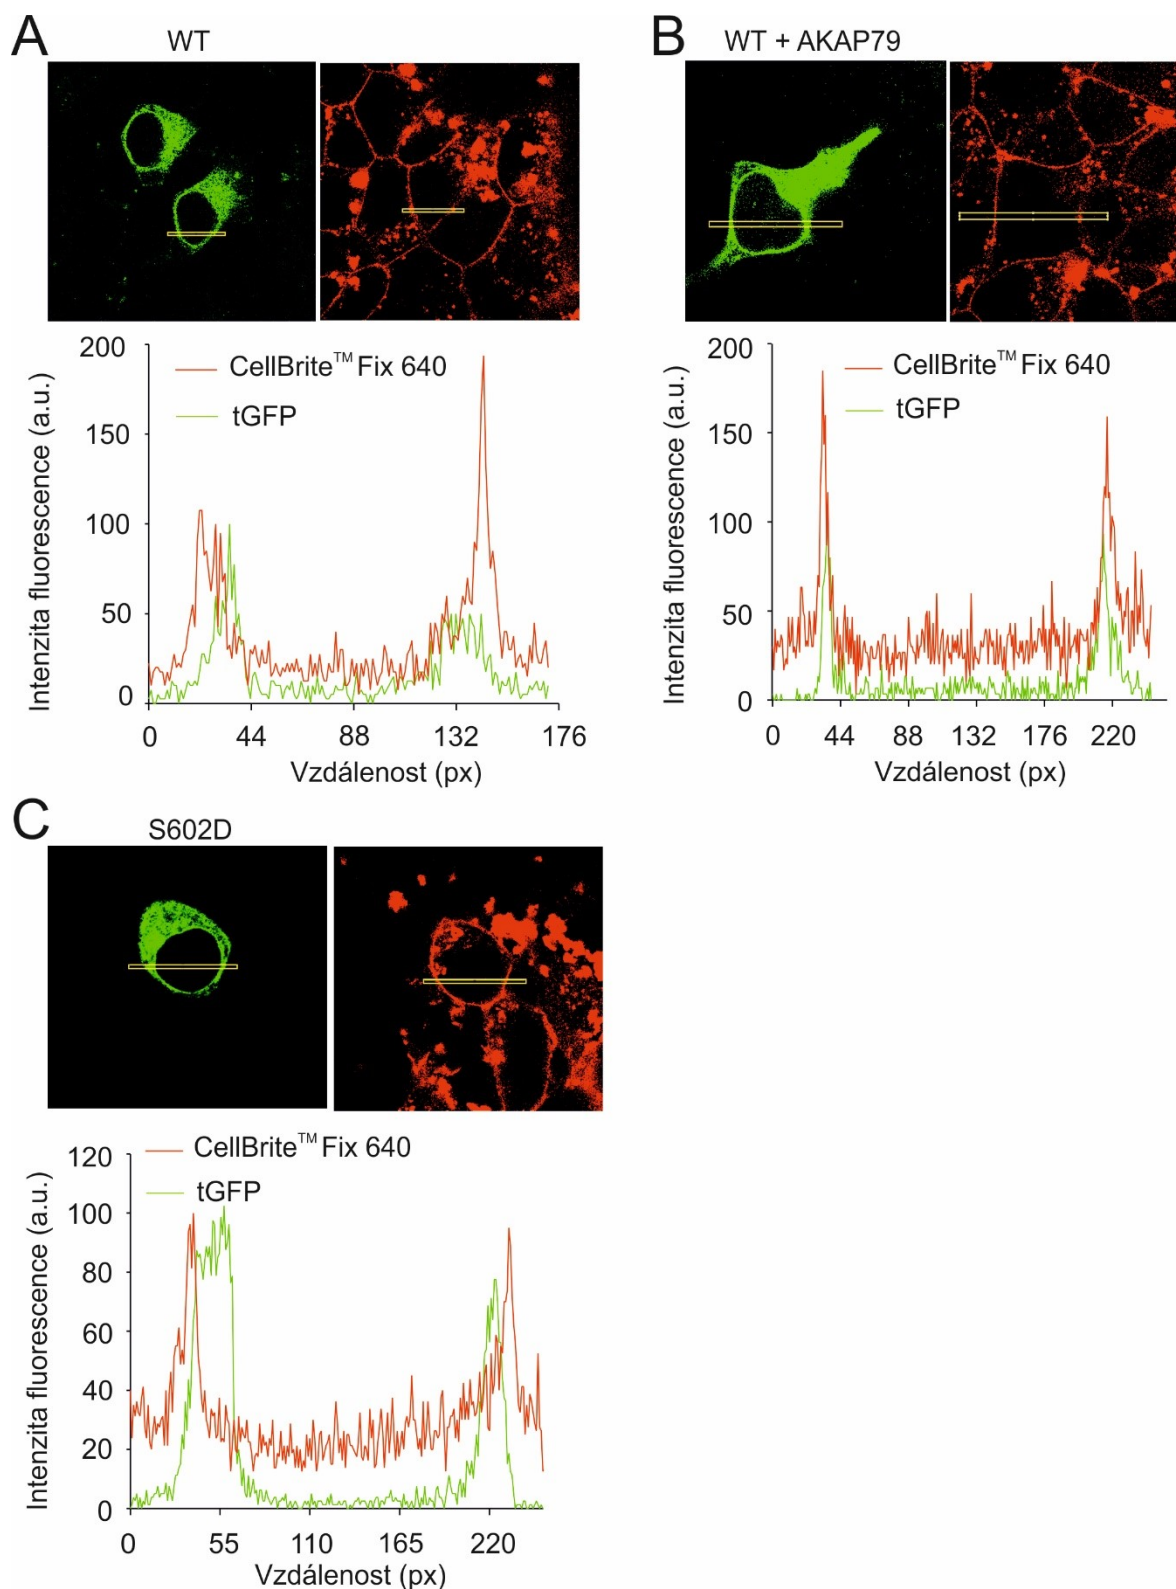 A
WT
B
WT + AKAP79
Intenzita fluorescence (a.u.)
200
150
100
50
0
CellBrite™ Fix 640
tGFP
0 44 88 132 176
Vzdálenost (px)
Intenzita fluorescence (a.u.)
200
150
100
50
0
CellBrite™ Fix 640
tGFP
0 44 88 132 176 220
Vzdálenost (px)
C
S602D
Intenzita fluorescence (a.u.)
120
100
80
60
40
20
0
CellBrite™ Fix 640
tGFP
0 55 110 165 220
Vzdálenost (px)